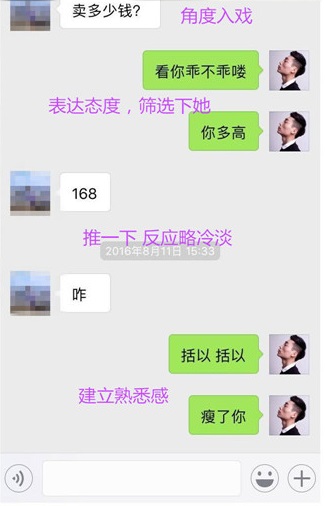 卖多少钱?
角度入戏
看你乖不乖喽
表达态度，筛选下她
你多高
168
推一下 反应略冷淡
2016年8月11日 15:33
咋
括以 括以
建立熟悉感
瘦了你